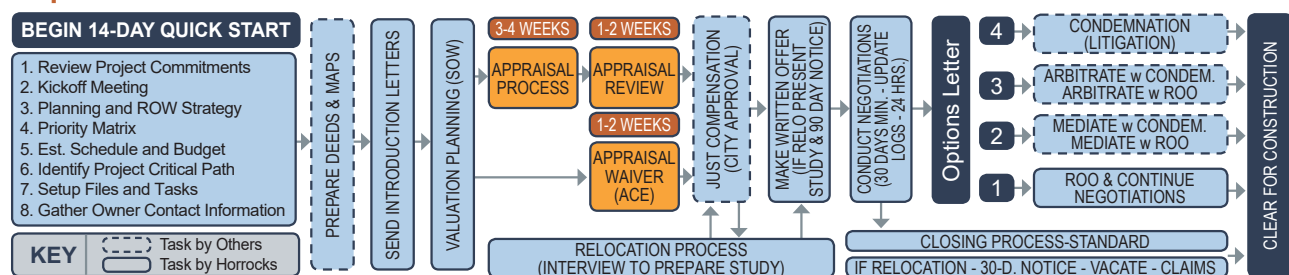 BEGIN 14-DAY QUICK START
1. Review Project Commitments
2. Kickoff Meeting
3. Planning and ROW Strategy
4. Priority Matrix
5. Est. Schedule and Budget
6. Identify Project Critical Path
7. Setup Files and Tasks
8. Gather Owner Contact Information
KEY
Task by Others
Task by Horrocks
PREPARE DEEDS & MAPS
SEND INTRODUCTION LETTERS
VALUATION PLANNING (SOW)
3-4 WEEKS
APPRAISAL
PROCESS
1-2 WEEKS
APPRAISAL
REVIEW
1-2 WEEKS
APPRAISAL
WAIVER
(ACE)
JUST COMPENSATION
(CITY APPROVAL)
MAKE WRITTEN OFFER
(IF RELO PRESENT
STUDY & 90 DAY NOTICE)
CONDUCT NEGOTIATIONS
(30 DAYS MIN. - UPDATE
LOGS - 24 HRS.)
RELOCATION PROCESS
(INTERVIEW TO PREPARE STUDY)
Options Letter
4
CONDEMNATION
(LITIGATION)
3
ARBITRATE w CONDEM.
ARBITRATE w ROO
2
MEDIATE w CONDEM.
MEDIATE w ROO
1
ROO & CONTINUE
NEGOTIATIONS
CLOSING PROCESS-STANDARD
IF RELOCATION - 30-D. NOTICE - VACATE - CLAIMS
CLEAR FOR CONSTRUCTION